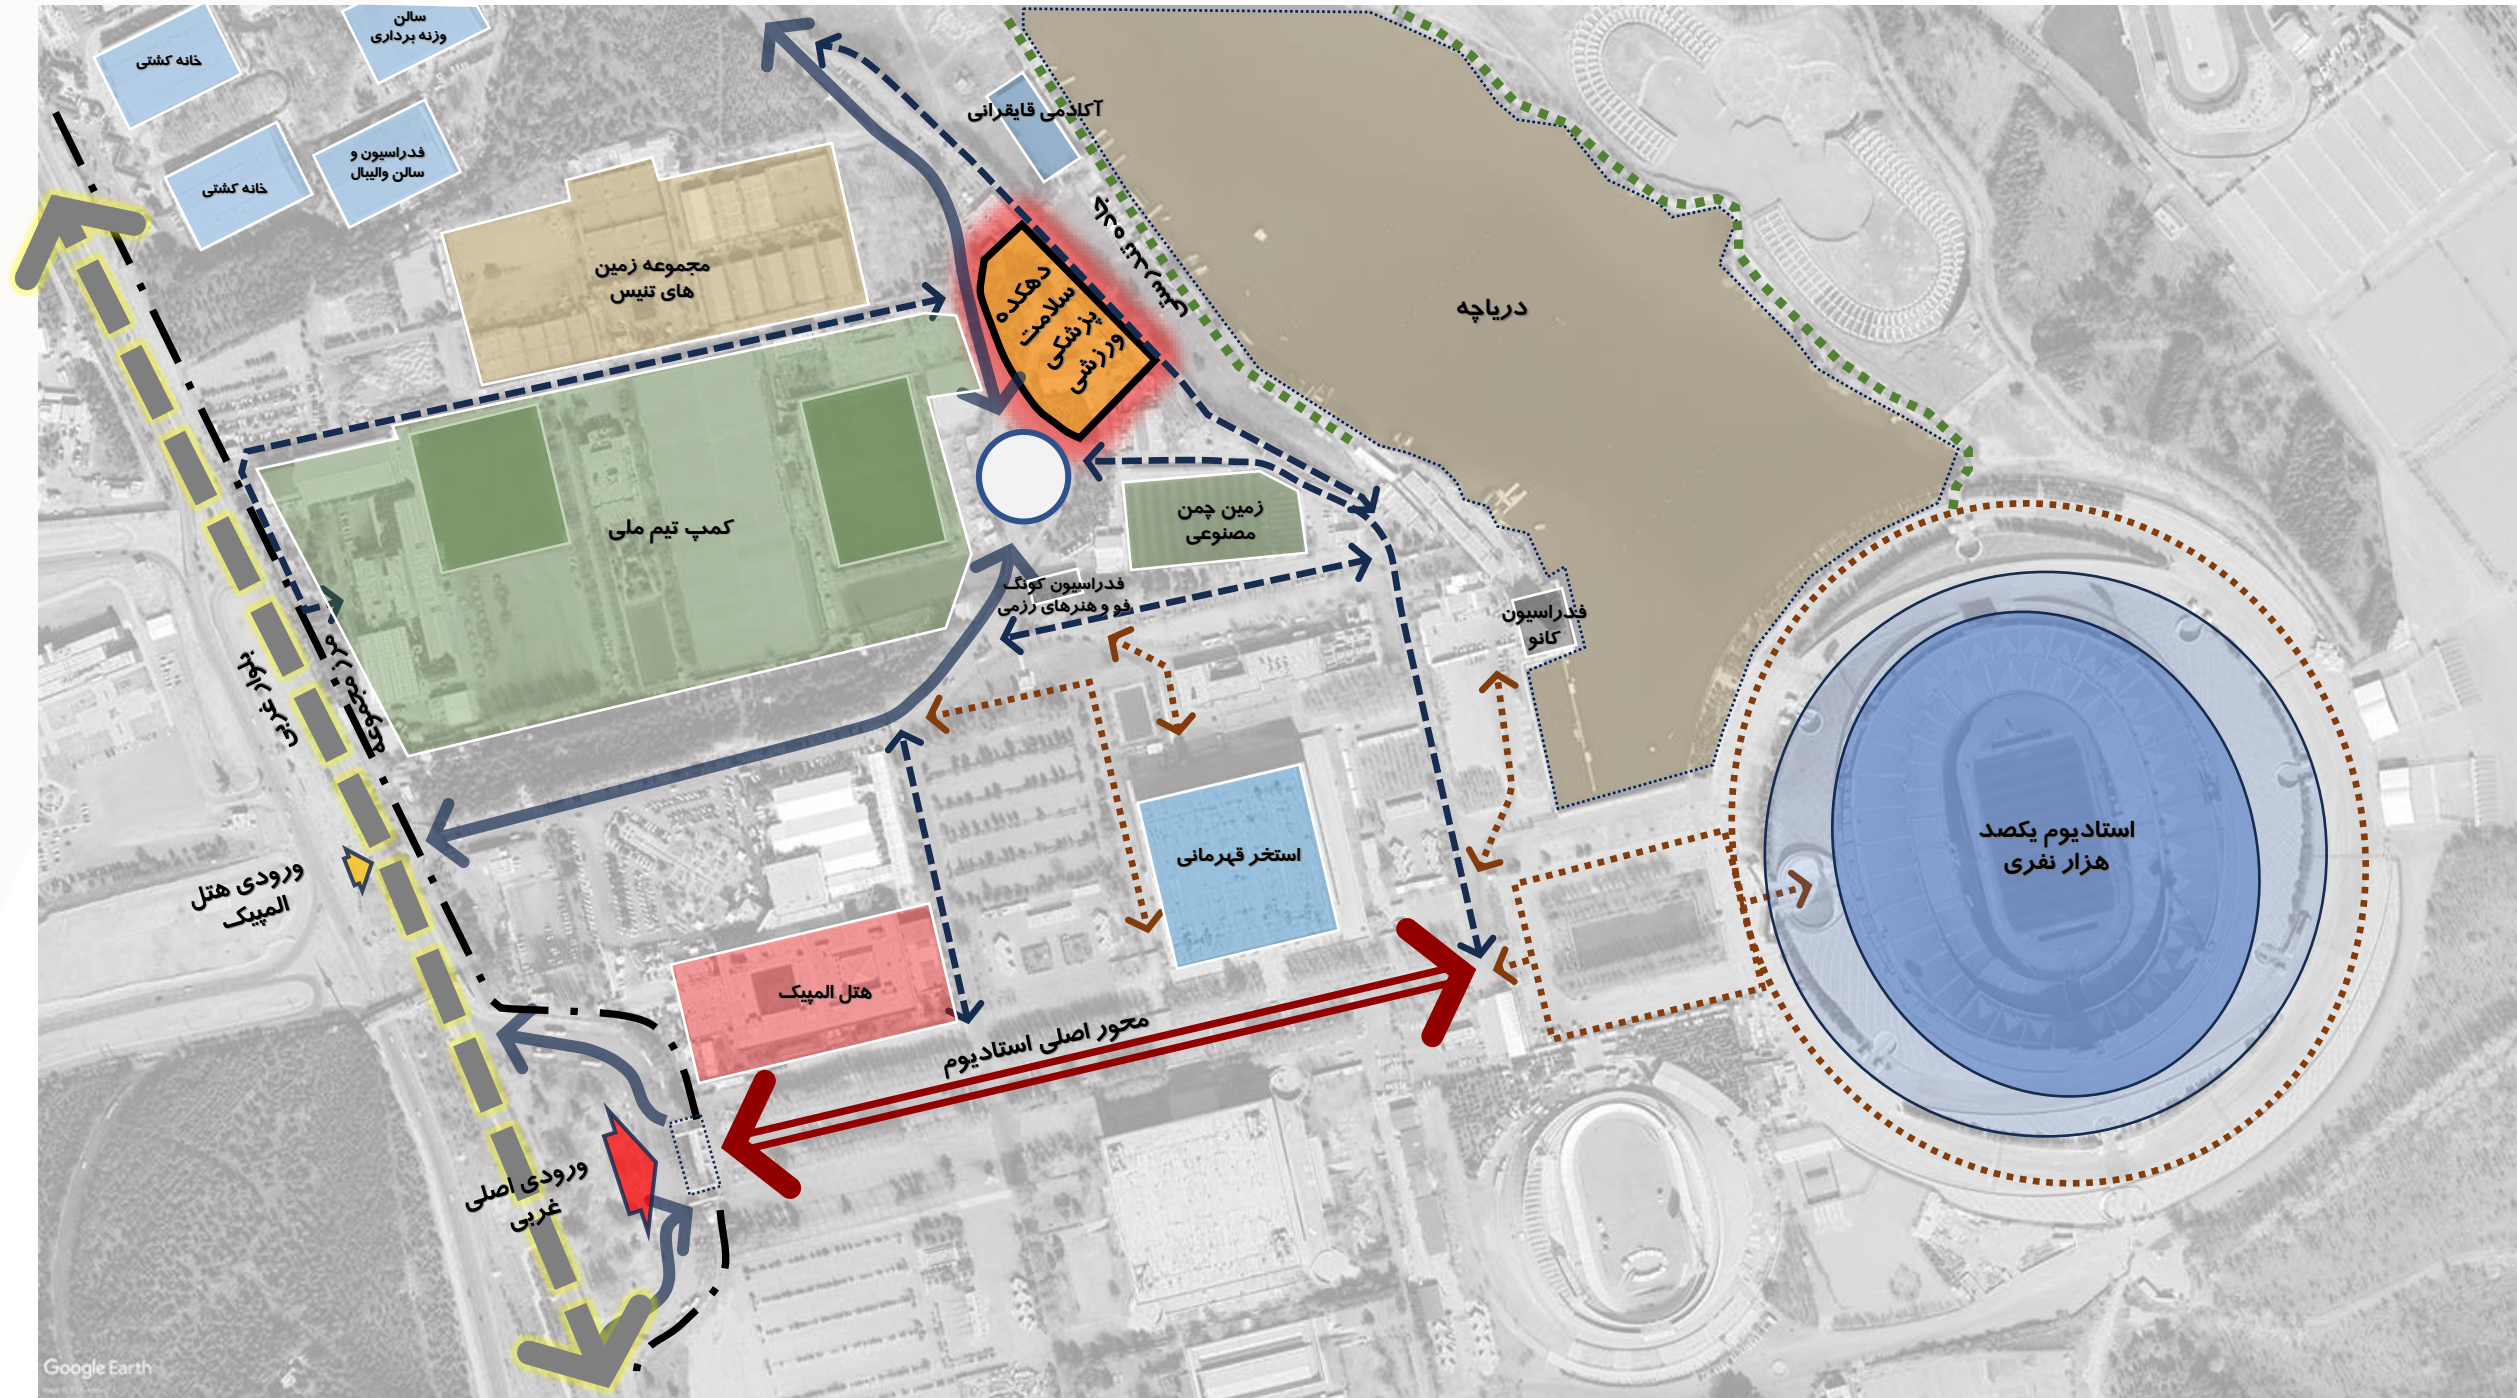 سالن
وزنه برداری
خانه کشتی
فدراسیون و
سالن والیبال
خانه کشتی
آکادمی قایقرانی
جاده تندرستی
مجموعه زمین
های تنیس
دهکده
سلامت
پزشکی
ورزشی
دریاچه
کمپ تیم ملی
زمین چمن
مصنوعی
فدراسیون کونگ
فو و هنرهای رزمی
فدراسیون
کانو
بلوار غربی
مرز مجموعه
استادیوم یکصد
هزار نفری
استخر قهرمانی
ورودی هتل
المپیک
هتل المپیک
محور اصلی استادیوم
ورودی اصلی
غربی
Google Earth